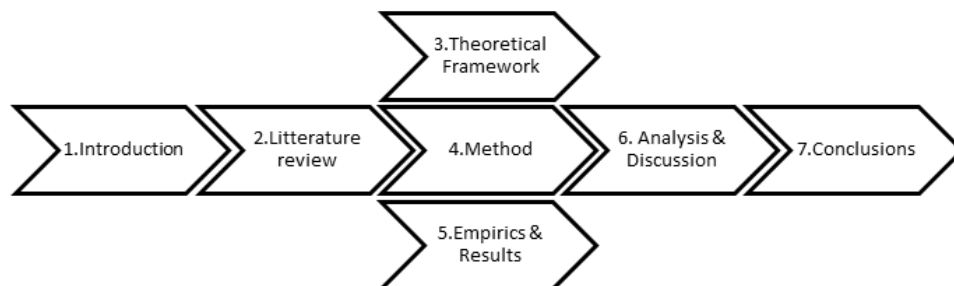 1.Introduction
2.Litterature
review
3.Theoretical
Framework
4.Method
5.Empirics &
Results
6. Analysis &
Discussion
7.Conclusions